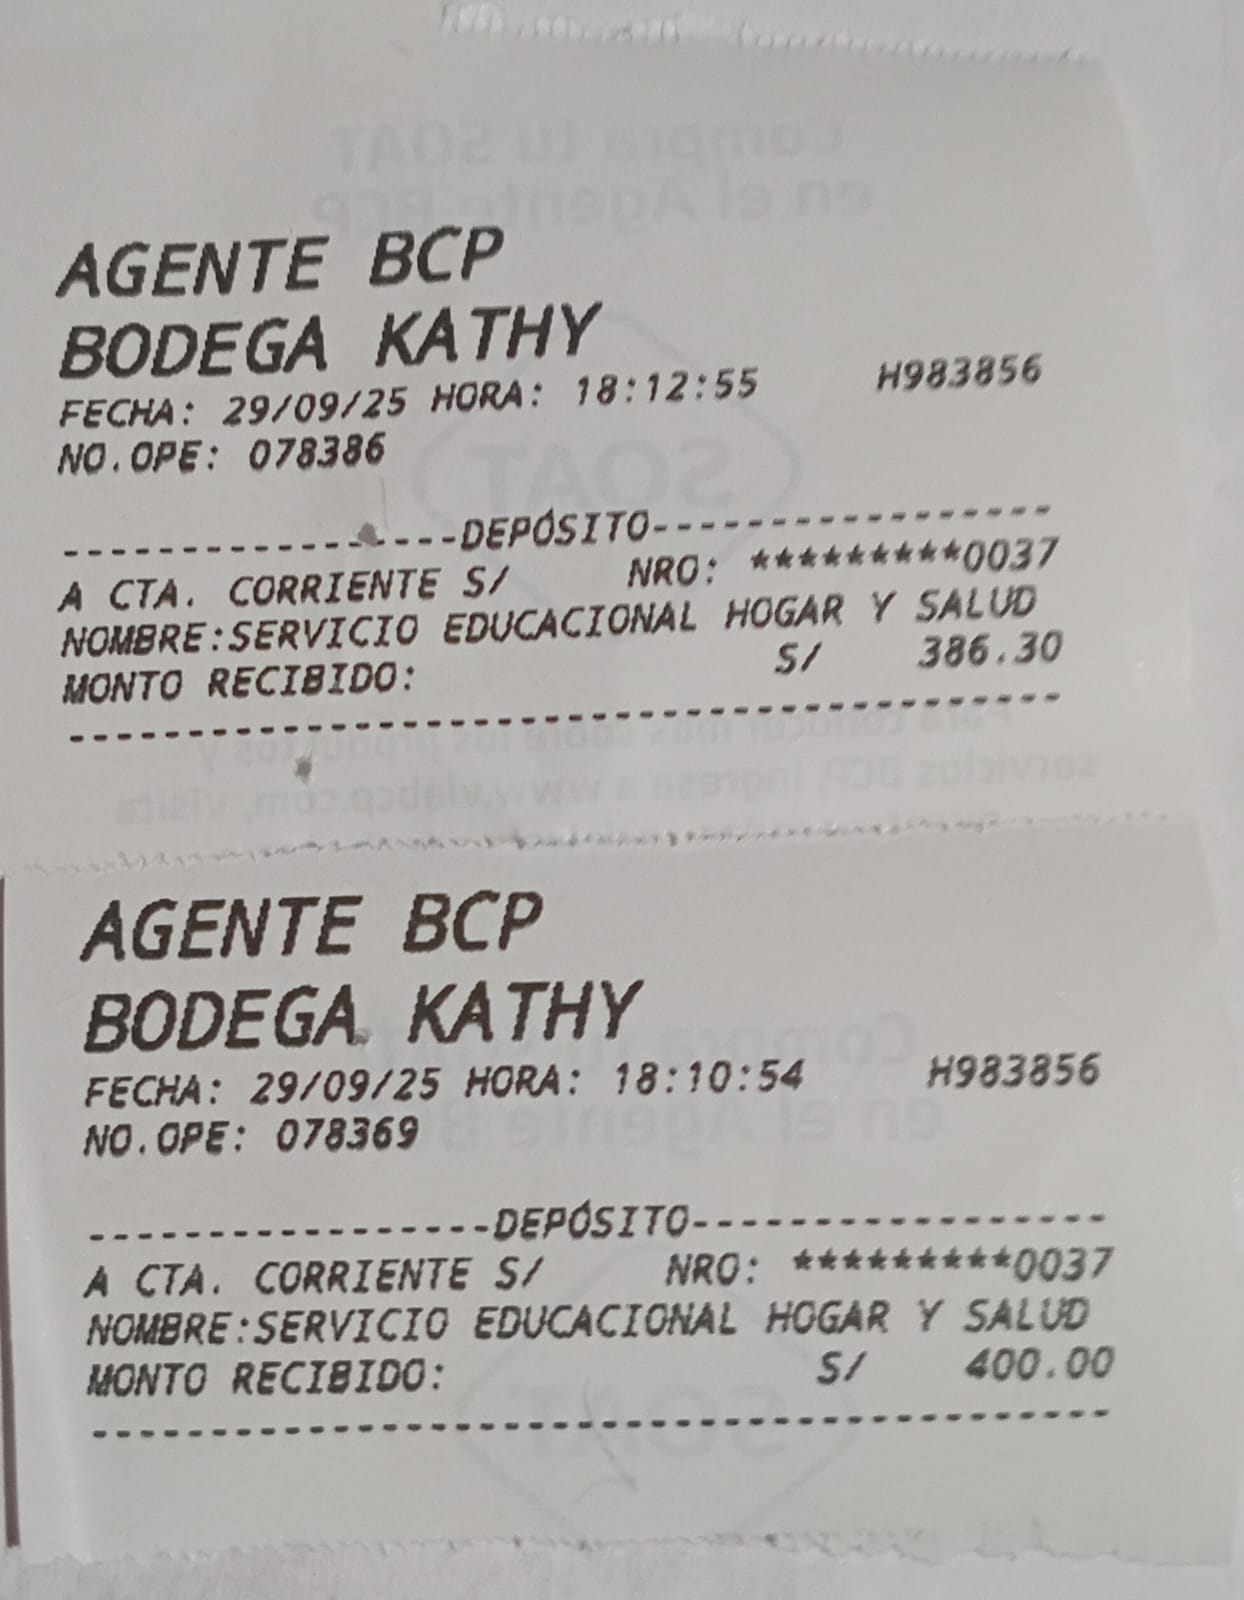 AGENTE BCP
BODEGA KATHY
FECHA: 29/09/25 HORA: 18:12:55 H983856
NO.OPE: 078386
-----------------DEPÓSITO-----------------
A CTA. CORRIENTE S/ NRO: *********0037
NOMBRE:SERVICIO EDUCACIONAL HOGAR Y SALUD
MONTO RECIBIDO: S/ 386.30
------------------------------------------
AGENTE BCP
BODEGA KATHY
FECHA: 29/09/25 HORA: 18:10:54 H983856
NO.OPE: 078369
-----------------DEPÓSITO-----------------
A CTA. CORRIENTE S/ NRO: *********0037
NOMBRE:SERVICIO EDUCACIONAL HOGAR Y SALUD
MONTO RECIBIDO: S/ 400.00
------------------------------------------